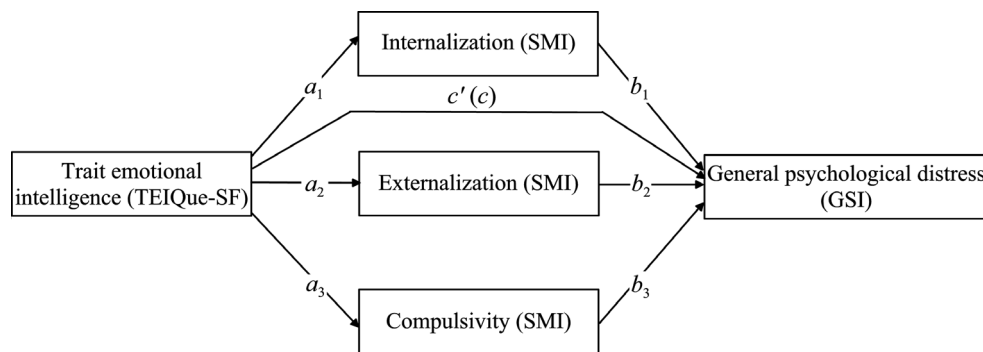 Internalization (SMI)
a₁
b₁
c′ (c)
Trait emotional
intelligence (TEIQue-SF)
a₂
Externalization (SMI)
b₂
General psychological distress
(GSI)
a₃
b₃
Compulsivity (SMI)